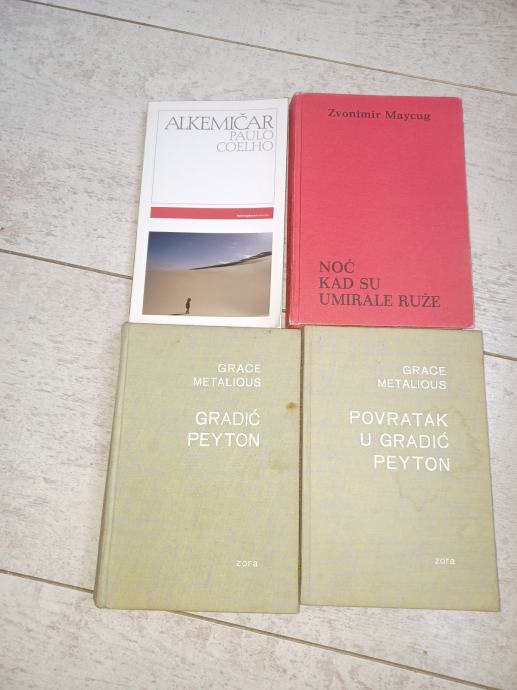 ALKEMIČAR
PAULO
COELHO
Zvonimir Maycug
NOĆ
KAD SU
UMIRALE RUŽE
GRACE
METALIOUS
GRADIĆ
PEYTON
zora
GRACE
METALIOUS
POVRATAK
U GRADIĆ
PEYTON
zora